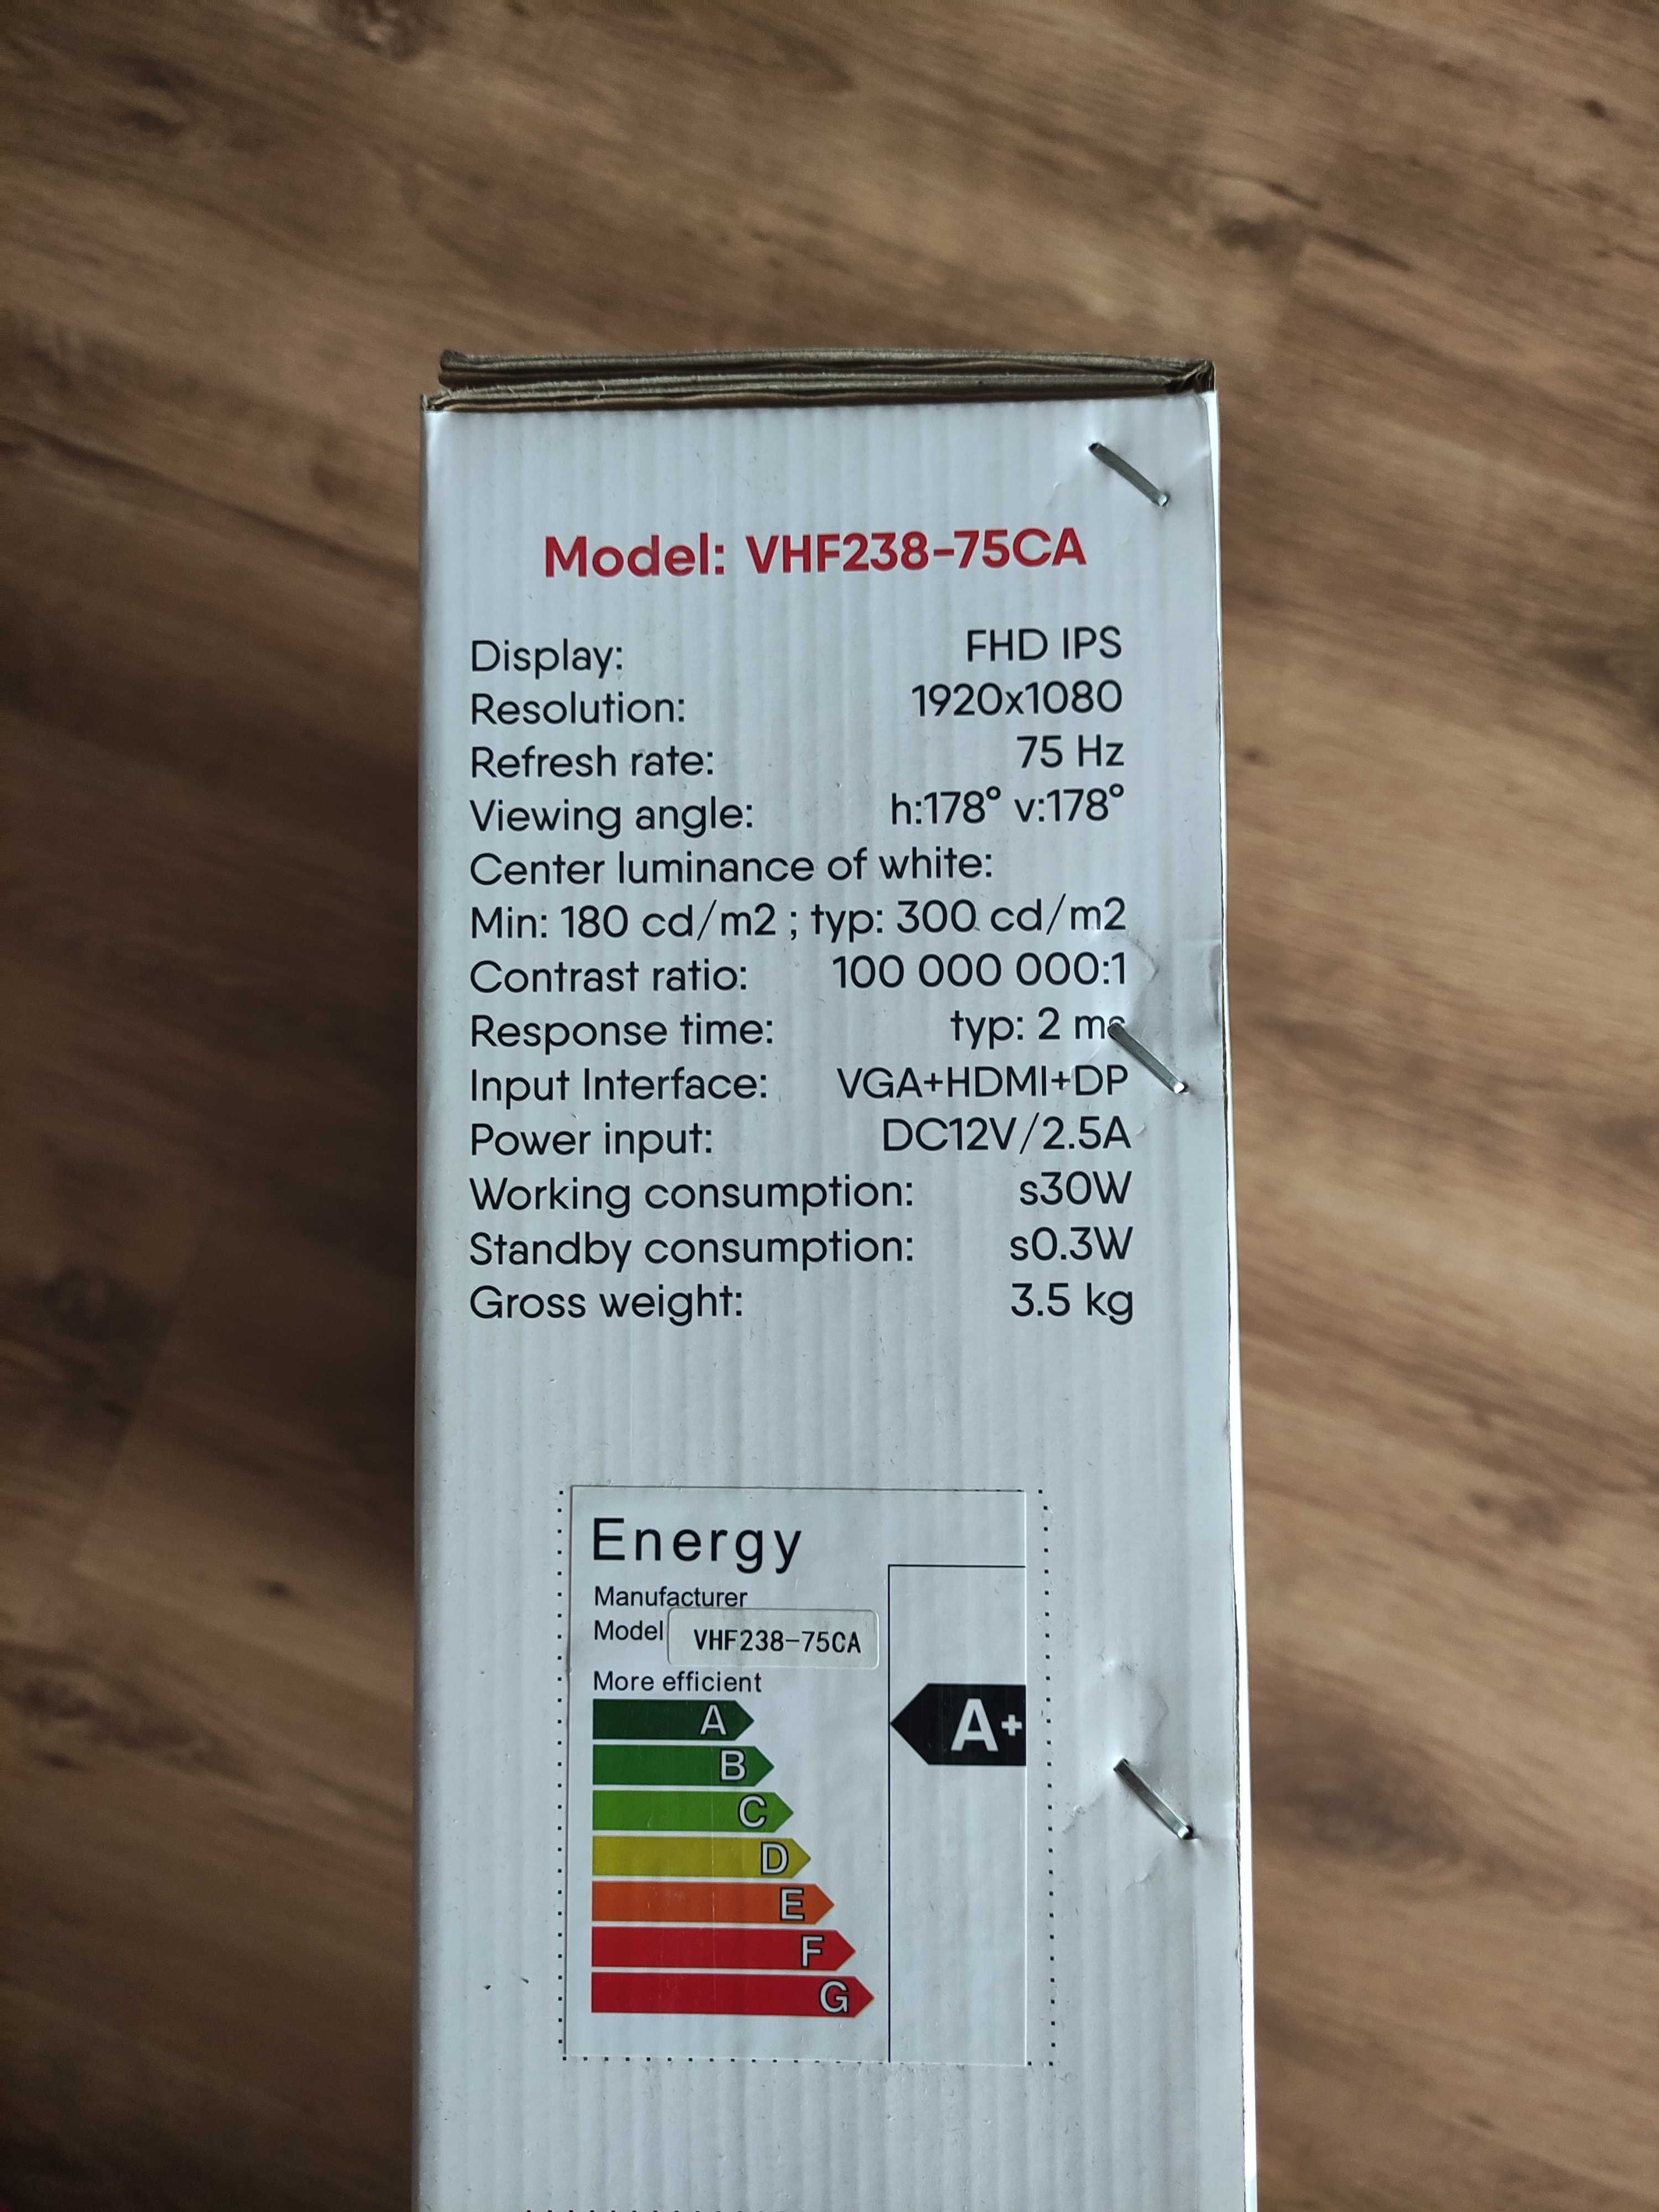 Model: VHF238-75CA
Display: FHD IPS
Resolution: 1920x1080
Refresh rate: 75 Hz
Viewing angle: h:178° v:178°
Center luminance of white:
Min: 180 cd/m2 ; typ: 300 cd/m2
Contrast ratio: 100 000 000:1
Response time: typ: 2 ms
Input Interface: VGA+HDMI+DP
Power input: DC12V/2.5A
Working consumption: s30W
Standby consumption: s0.3W
Gross weight: 3.5 kg
Energy
Manufacturer
Model VHF238-75CA
More efficient
A A+
B
C
D
E
F
G